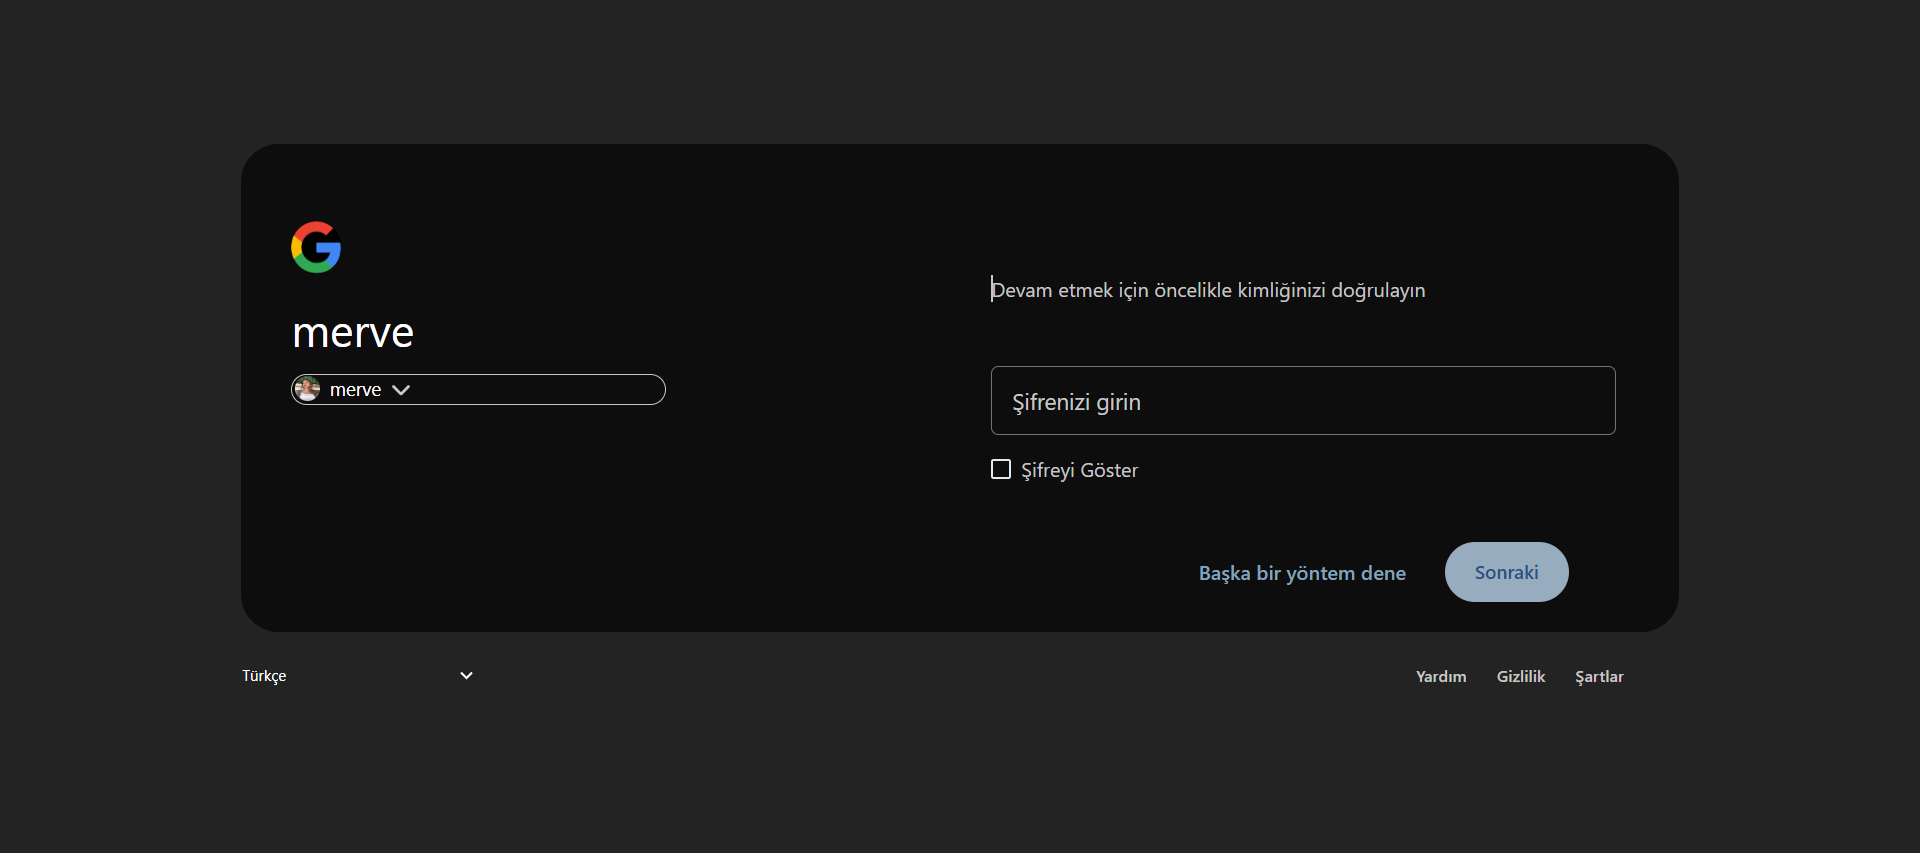 merve
merve
Devam etmek için öncelikle kimliğinizi doğrulayın
Şifrenizi girin
Şifreyi Göster
Başka bir yöntem dene
Sonraki
Türkçe
Yardım
Gizlilik
Şartlar